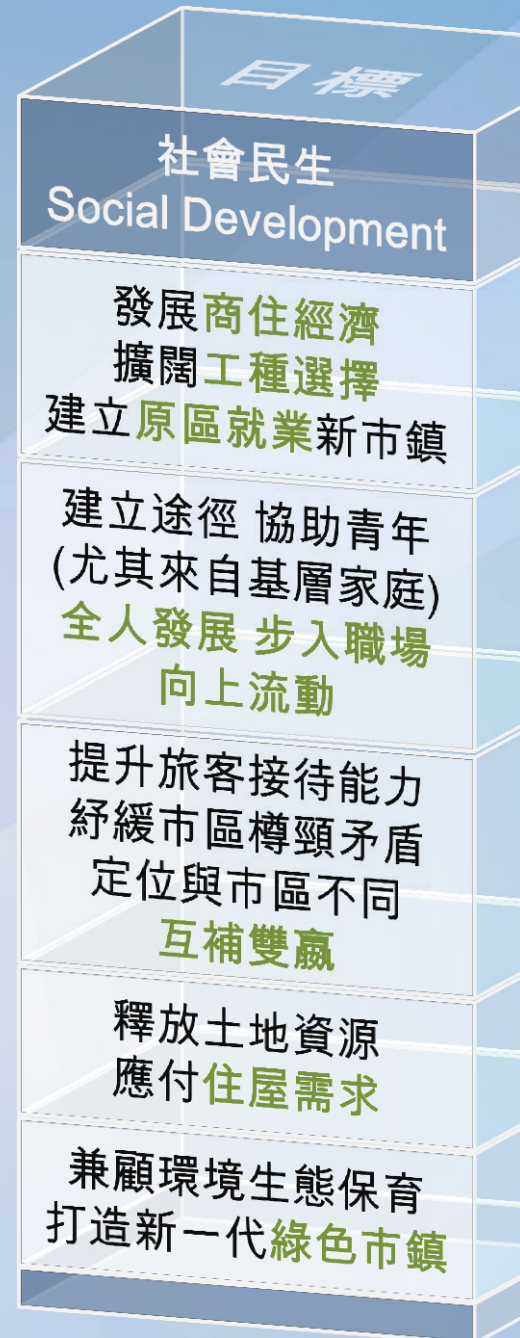 目標
社會民生
Social Development
發展商住經濟
擴闊工種選擇
建立原區就業新市鎮
建立途徑 協助青年
(尤其來自基層家庭)
全人發展 步入職場
向上流動
提升旅客接待能力
紓緩市區樽頸矛盾
定位與市區不同
互補雙嬴
釋放土地資源
應付住屋需求
兼顧環境生態保育
打造新一代綠色市鎮